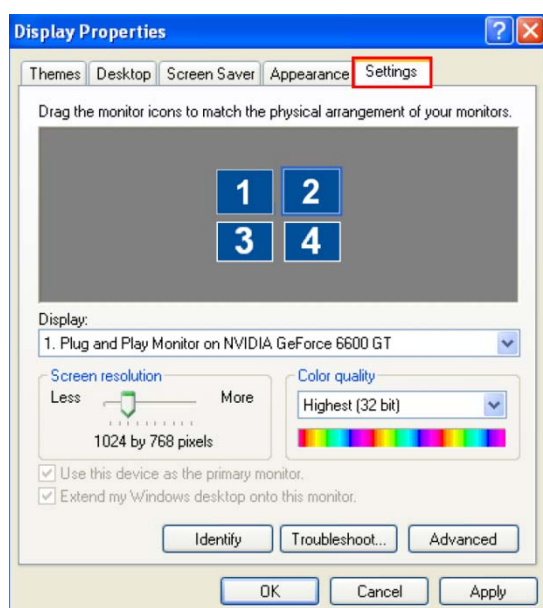 Display Properties
Themes Desktop Screen Saver Appearance Settings
Drag the monitor icons to match the physical arrangement of your monitors.
1 2
3 4
Display:
1. Plug and Play Monitor on NVIDIA GeForce 6600 GT
Screen resolution
Less More
1024 by 768 pixels
Color quality
Highest (32 bit)
Use this device as the primary monitor.
Extend my Windows desktop onto this monitor.
Identify Troubleshoot... Advanced
OK Cancel Apply